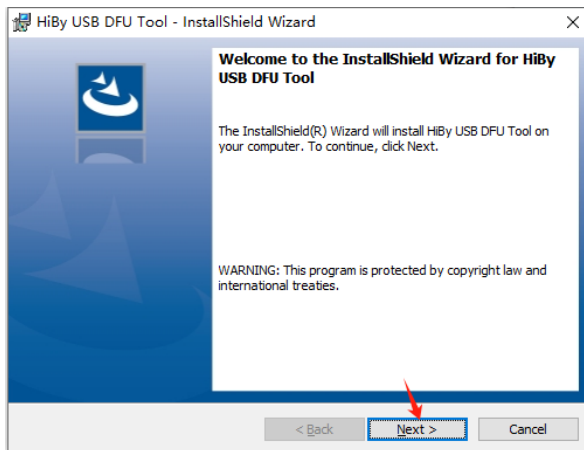 HiBy USB DFU Tool - InstallShield Wizard
Welcome to the InstallShield Wizard for HiBy
USB DFU Tool
The InstallShield(R) Wizard will install HiBy USB DFU Tool on
your computer. To continue, click Next.
WARNING: This program is protected by copyright law and
international treaties.
< Back
Next >
Cancel